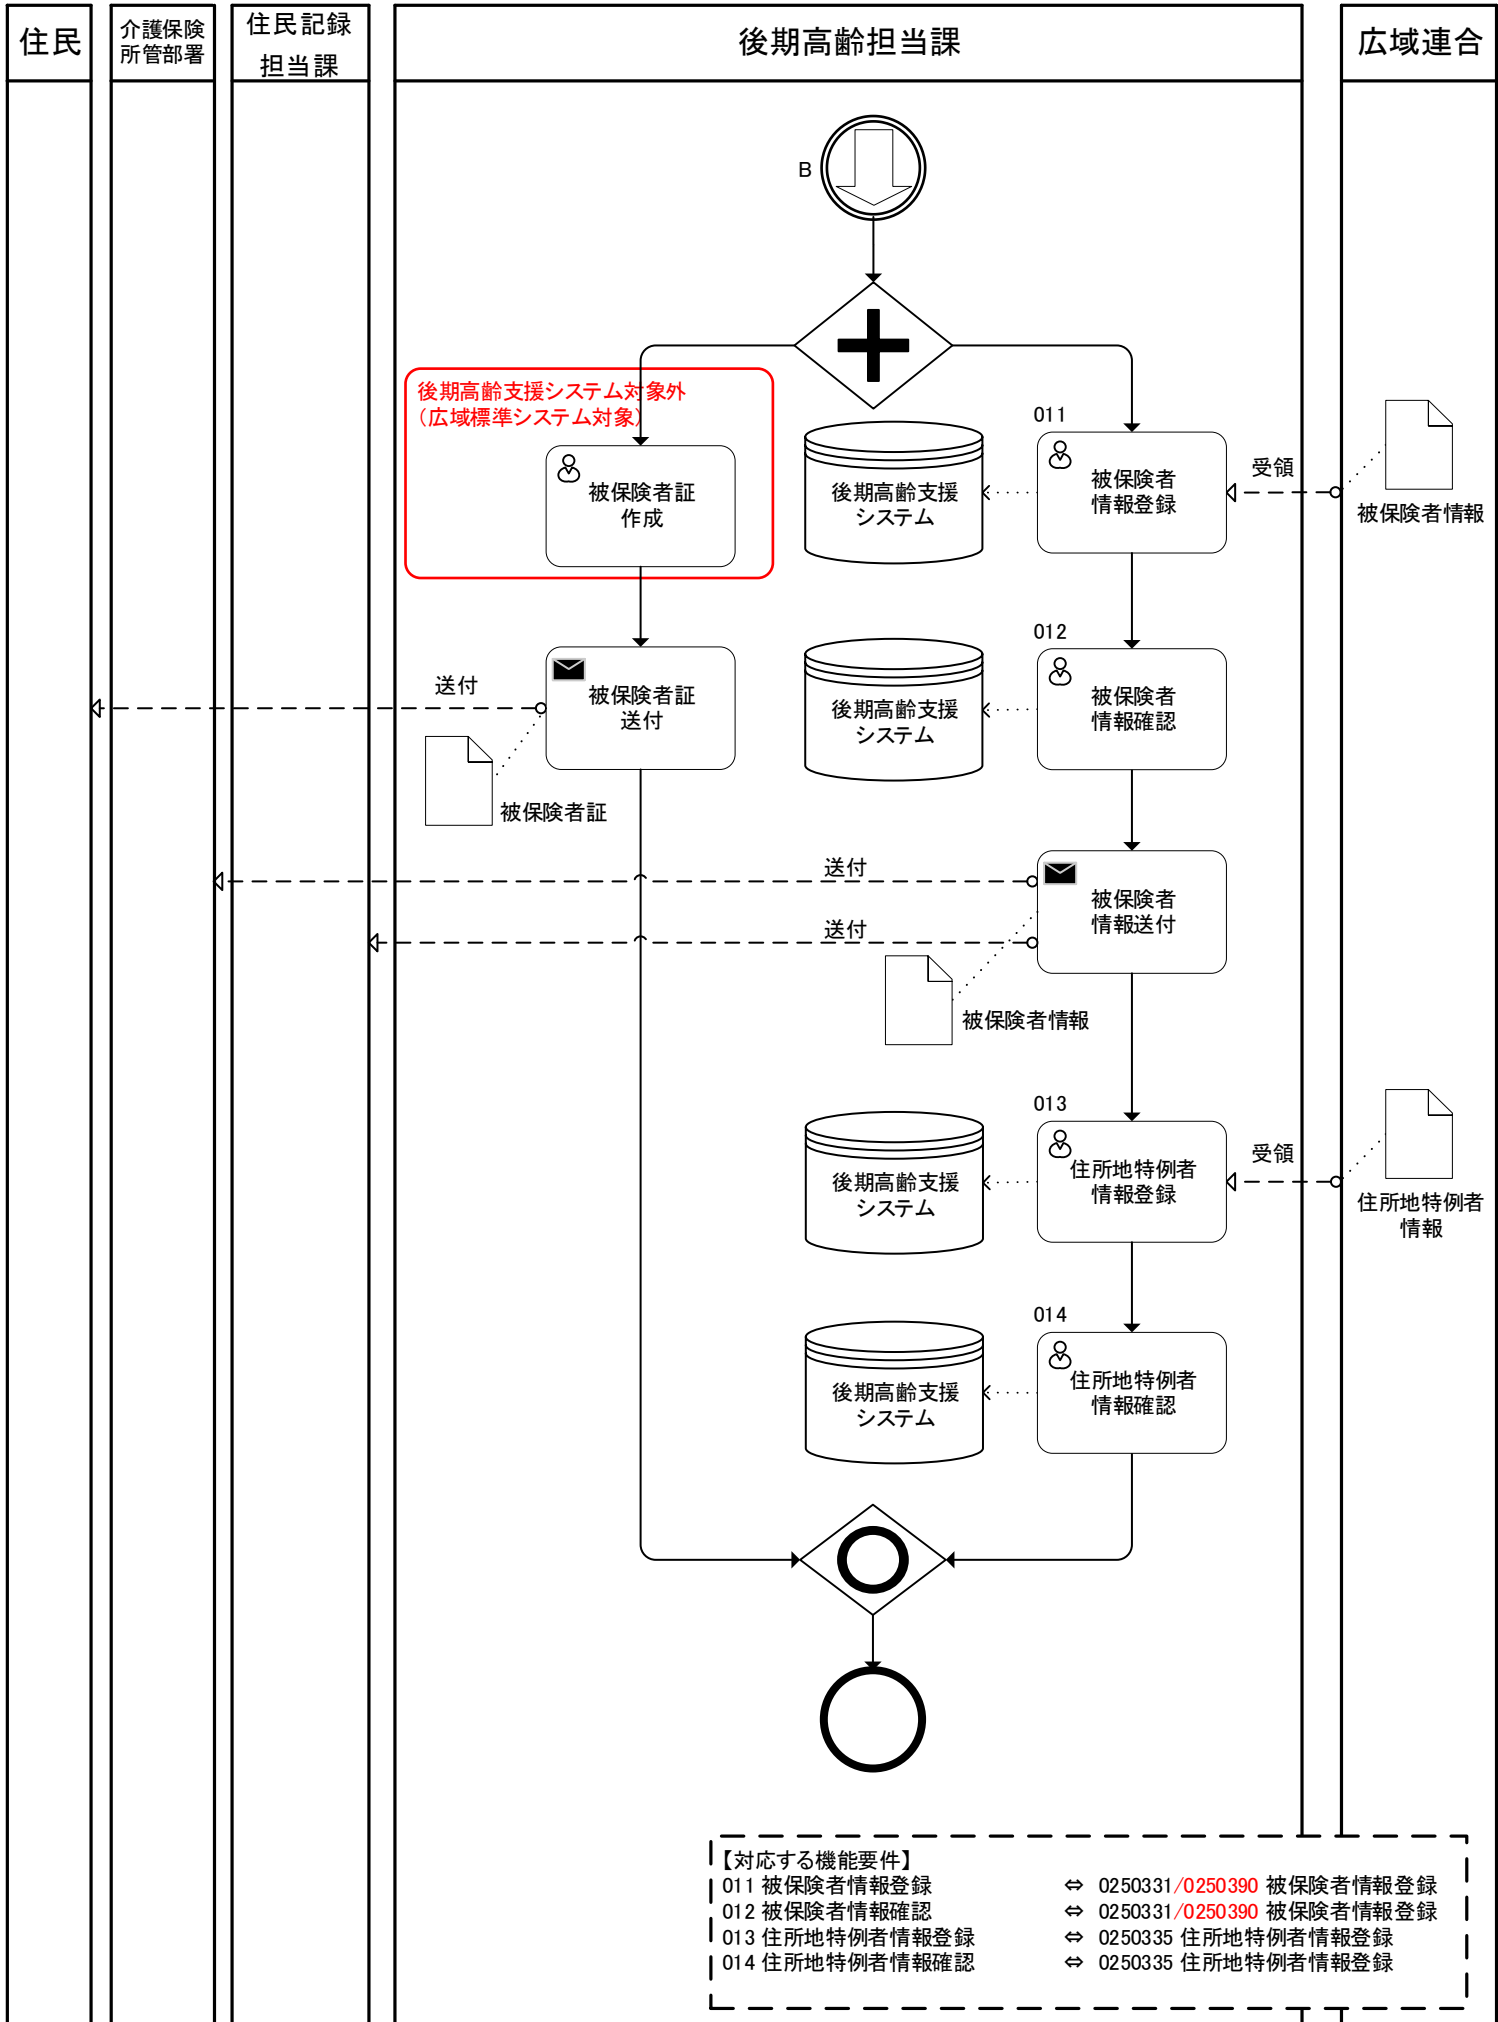 住民
介護保険
所管部署
住民記録
担当課
後期高齢担当課
広域連合
B
後期高齢支援システム対象外
（広域標準システム対象）
被保険者証
作成
後期高齢支援
システム
011
被保険者
情報登録
受領
被保険者情報
送付
被保険者証
送付
被保険者証
後期高齢支援
システム
012
被保険者
情報確認
送付
送付
被保険者
情報送付
被保険者情報
後期高齢支援
システム
013
住所地特例者
情報登録
受領
住所地特例者
情報
後期高齢支援
システム
014
住所地特例者
情報確認
【対応する機能要件】
011 被保険者情報登録 ⇔ 0250331/0250390 被保険者情報登録
012 被保険者情報確認 ⇔ 0250331/0250390 被保険者情報登録
013 住所地特例者情報登録 ⇔ 0250335 住所地特例者情報登録
014 住所地特例者情報確認 ⇔ 0250335 住所地特例者情報登録